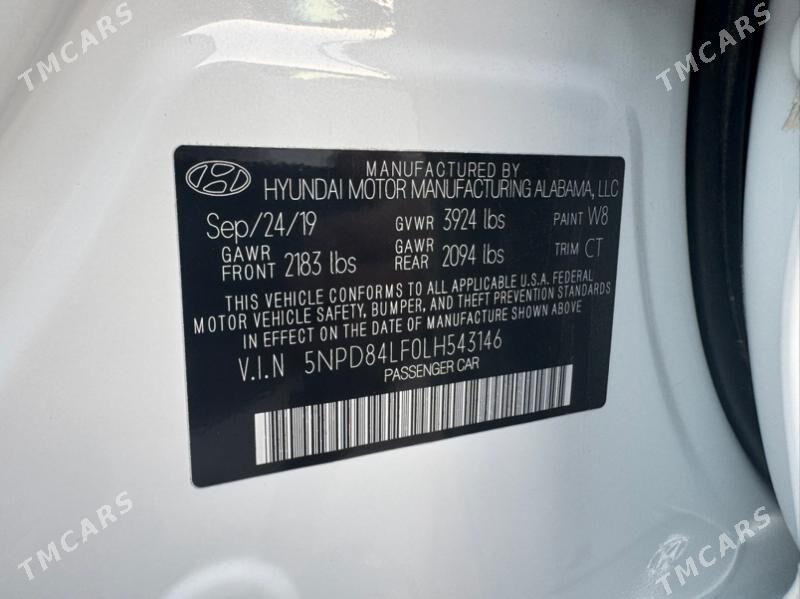 TMCARS
TMCARS
MANUFACTURED BY
HYUNDAI MOTOR MANUFACTURING ALABAMA, LLC
Sep/24/19 GVWR 3924 lbs PAINT W8
GAWR FRONT 2183 lbs GAWR REAR 2094 lbs TRIM CT
THIS VEHICLE CONFORMS TO ALL APPLICABLE U.S.A. FEDERAL
MOTOR VEHICLE SAFETY, BUMPER, AND THEFT PREVENTION STANDARDS
IN EFFECT ON THE DATE OF MANUFACTURE SHOWN ABOVE
V.I.N 5NPD84LF0LH543146
PASSENGER CAR
TMCARS
TMCARS